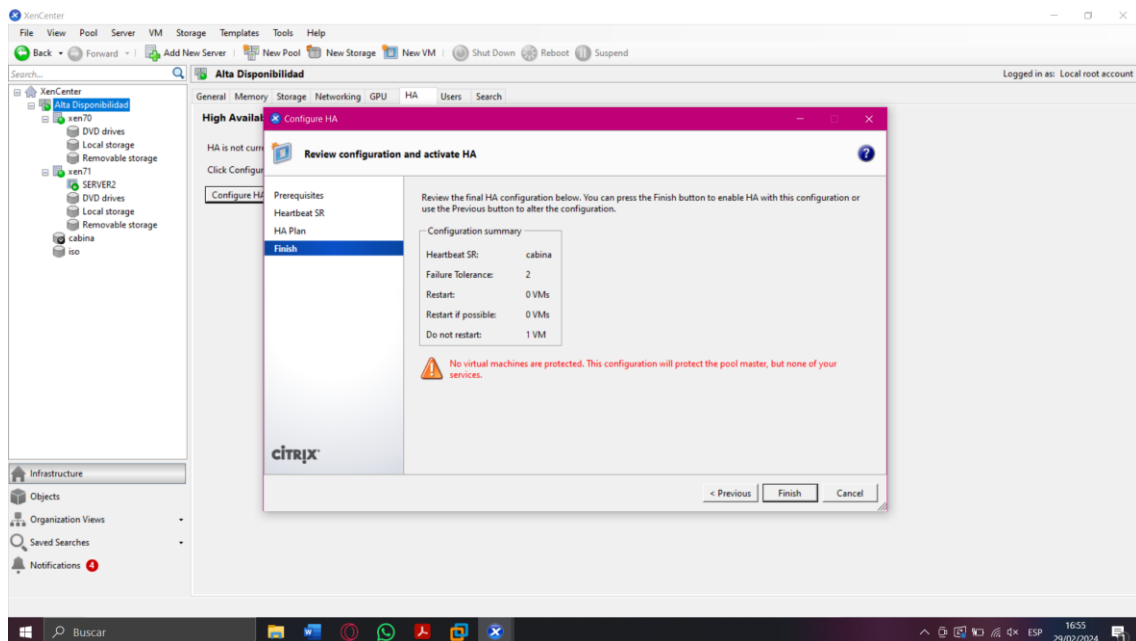 XenCenter
File View Pool Server VM Storage Templates Tools Help
Back Forward Add New Server New Pool New Storage New VM Shut Down Reboot Suspend
Search...
Alta Disponibilidad
Logged in as: Local root account
XenCenter
Alta Disponibilidad
xen70
DVD drives
Local storage
Removable storage
xen71
SERVER2
DVD drives
Local storage
Removable storage
cabina
iso
General Memory Storage Networking GPU HA Users Search
High Availab
HA is not curre
Click Configur
Configure HA
Configure HA
Review configuration and activate HA
Prerequisites
Heartbeat SR
HA Plan
Finish
CİTRIX
Review the final HA configuration below. You can press the Finish button to enable HA with this configuration or
use the Previous button to alter the configuration.
Configuration summary
Heartbeat SR: cabina
Failure Tolerance: 2
Restart: 0 VMs
Restart if possible: 0 VMs
Do not restart: 1 VM
No virtual machines are protected. This configuration will protect the pool master, but none of your
services.
< Previous Finish Cancel
Infrastructure
Objects
Organization Views
Saved Searches
Notifications 4
Buscar
ESP
16:55
29/02/2024